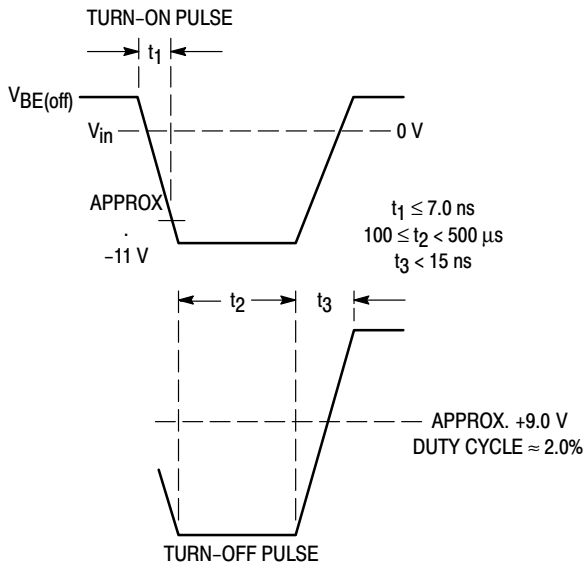 TURN–ON PULSE
t1
VBE(off)
Vin
0 V
APPROX
.
–11 V
t1 ≤ 7.0 ns
100 ≤ t2 < 500 μs
t3 < 15 ns
t2
t3
APPROX. +9.0 V
DUTY CYCLE ≈ 2.0%
TURN–OFF PULSE